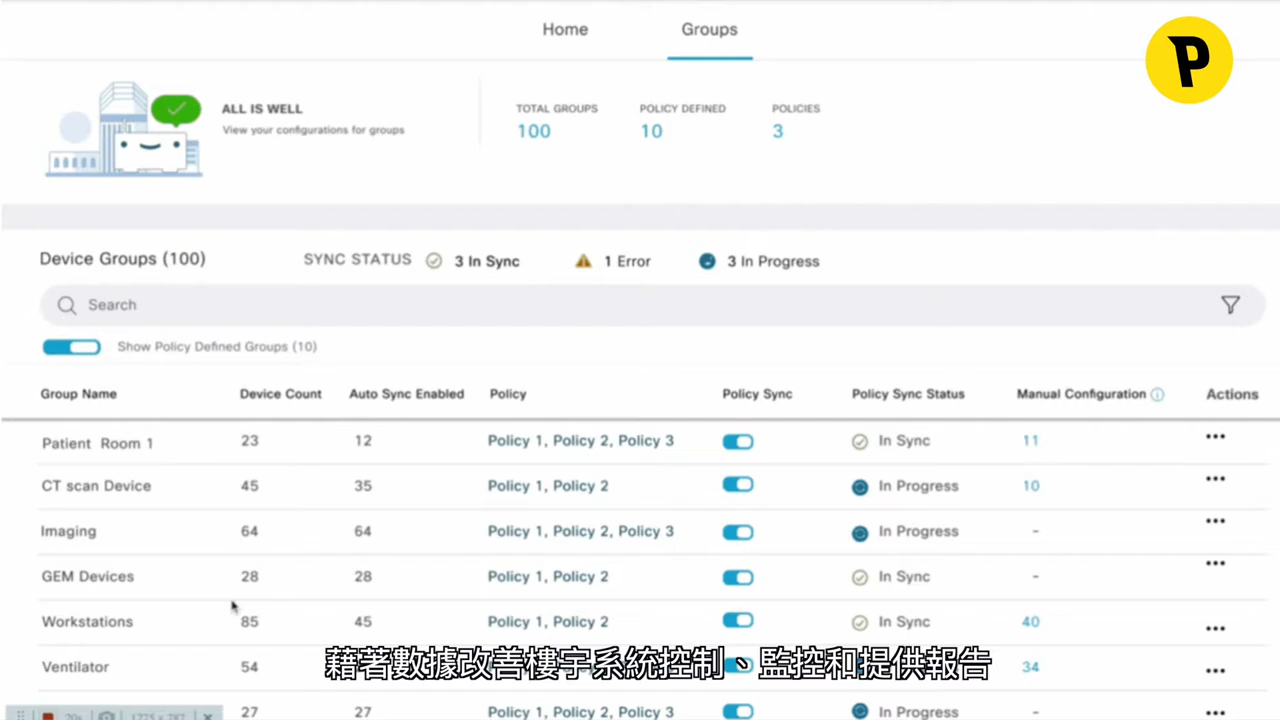 Home Groups
P
ALL IS WELL
View your configurations for groups
TOTAL GROUPS POLICY DEFINED POLICIES
100 10 3
Device Groups (100) SYNC STATUS 3 In Sync 1 Error 3 In Progress
Search
Show Policy Defined Groups (10)
Group Name Device Count Auto Sync Enabled Policy Policy Sync Policy Sync Status Manual Configuration Actions
Patient Room 1 23 12 Policy 1, Policy 2, Policy 3 In Sync 11
CT scan Device 45 35 Policy 1, Policy 2 In Progress 10
Imaging 64 64 Policy 1, Policy 2, Policy 3 In Progress -
GEM Devices 28 28 Policy 1, Policy 2 In Sync -
Workstations 85 45 Policy 1, Policy 2 In Sync 40
Ventilator 54 34
藉著數據改善樓宇系統控制、監控和提供報告
27 27 Policy 1, Policy 2, Policy 3 In Progress -